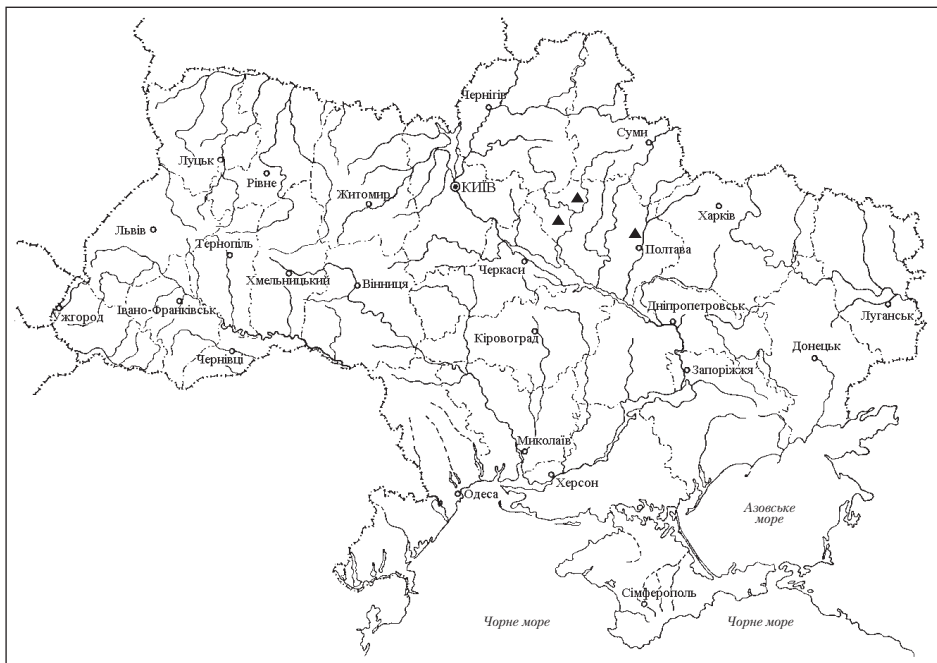 Чернігів
Суми
Луцьк
Рівне
КИЇВ
Житомир
Харків
Львів
Тернопіль
Полтава
Черкаси
Хмельницький
Вінниця
жгород
Івано-Франківськ
Дніпропетровськ
Луганськ
Кіровоград
Донецьк
Чернівці
Запоріжжя
Миколаїв
Херсон
Одеса
Азовське
море
Сімферополь
Чорне море
Чорне море